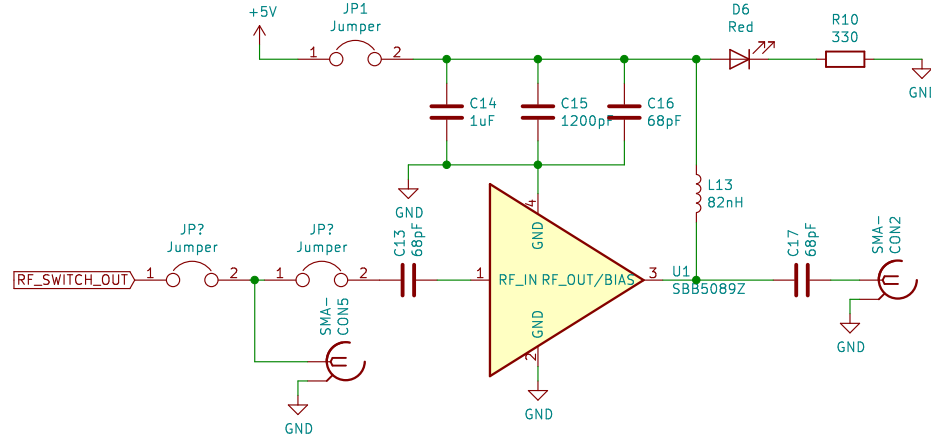 +5V
JP1
Jumper
1
2
D6
Red
R10
330
GND
C14
1uF
C15
1200pF
C16
68pF
GND
4
GND
L13
82nH
JP?
Jumper
JP?
Jumper
C13
68pF
C17
68pF
SMA-
CON2
RF_SWITCH_OUT
1
2
1
2
1
RF_IN
RF_OUT/BIAS
3
U1
SBB5089Z
SMA-
CON5
GND
2
GND
GND
GND